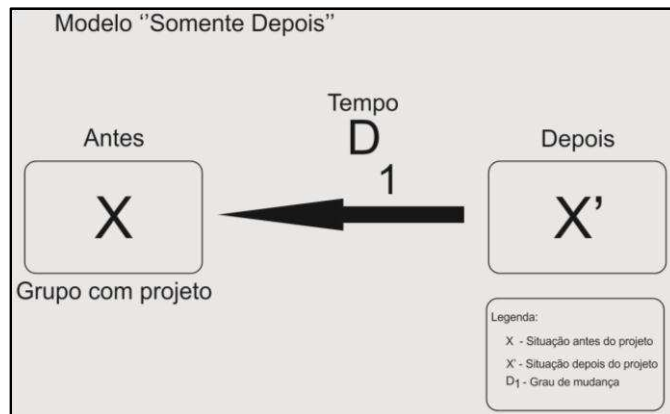 Modelo ‘‘Somente Depois’’
Tempo
Antes
D
1
Depois
X
X’
Grupo com projeto
Legenda:
X - Situação antes do projeto
X’ - Situação depois do projeto
D1 - Grau de mudança